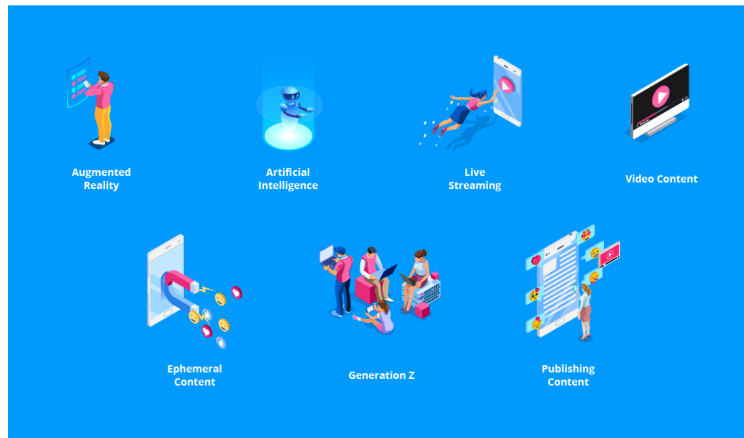 Augmented
Reality
Artificial
Intelligence
Live
Streaming
Video Content
Ephemeral
Content
Generation Z
Publishing
Content